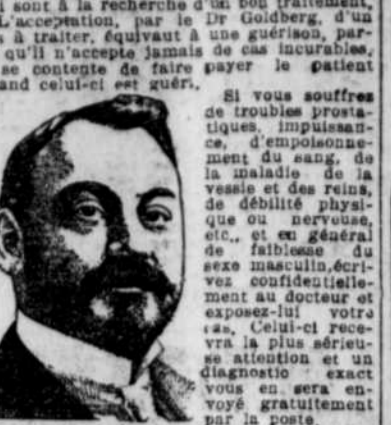 sont à la recherche d'un bon traitement,
L'acceptation, par le Dr Goldberg, d'un
à traiter, équivaut à une guérison, par-
qu'il n'accepte jamais de cas incurables,
se contente de faire payer le patient
and celui-ci est guéri.
Si vous souffrez
de troubles prosta-
tiques, impuissan-
ce, d'empoisonne-
ment du sang, de
la maladie de la
vessie et des reins,
de débilité physi-
que ou nerveuse,
etc., et en général
de faiblesse du
sexe masculin,écri-
vez confidentielle-
ment au docteur et
exposez-lui votre
cas. Celui-ci rece-
vra la plus sérieu-
se attention et un
diagnostic exact
vous en sera en-
voyé gratuitement
par la poste.